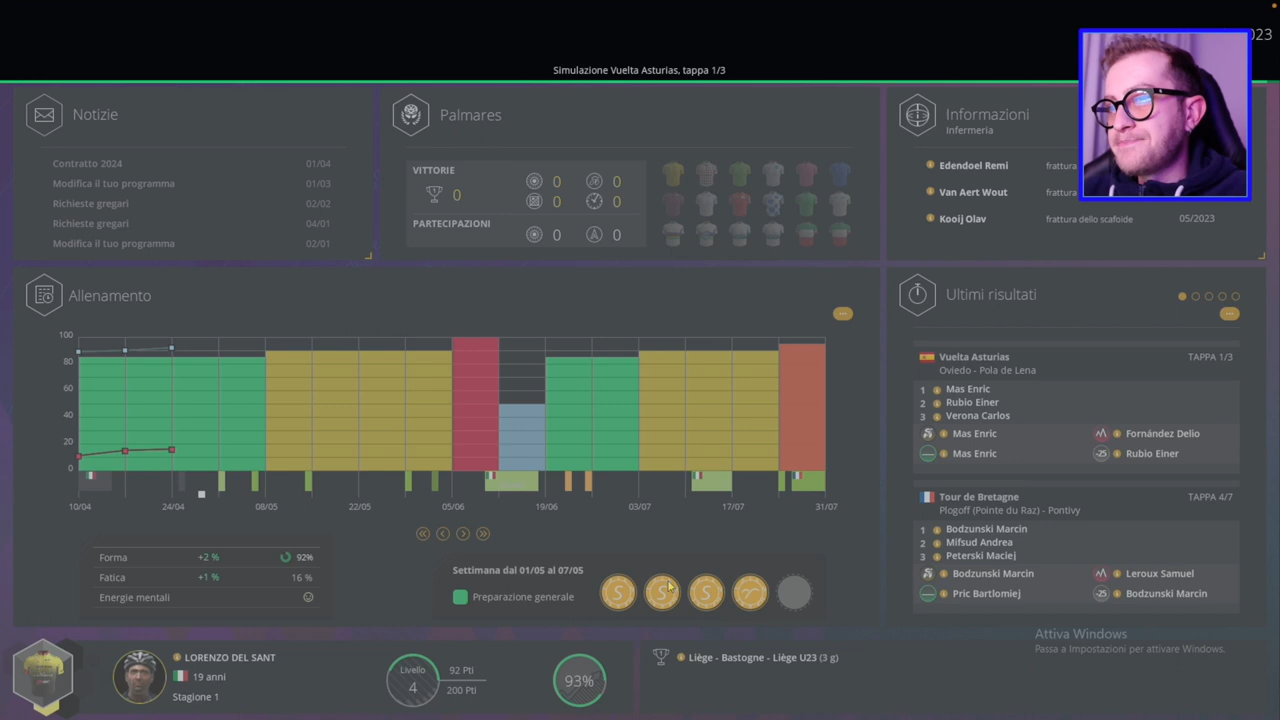 023
Simulazione Vuelta Asturias, tappa 1/3
Notizie
Contratto 2024 01/04
Modifica il tuo programma 01/03
Richieste gregari 02/02
Richieste gregari 04/01
Modifica il tuo programma 02/01
Palmares
VITTORIE
0 0 0
0 0
PARTECIPAZIONI
0 0
Informazioni
Infermeria
Edendoel Remi frattura
Van Aert Wout frattura
Kooij Olav frattura dello scafoide 05/2023
Allenamento
100
80
60
40
20
0
10/04 24/04 08/05 22/05 05/06 19/06 03/07 17/07 31/07
Forma +2 % 92%
Fatica +1 % 16 %
Energie mentali
Settimana dal 01/05 al 07/05
Preparazione generale
Ultimi risultati
Vuelta Asturias TAPPA 1/3
Oviedo - Pola de Lena
1 Mas Enric
2 Rubio Einer
3 Verona Carlos
Mas Enric Fernández Delio
Mas Enric -25 Rubio Einer
Tour de Bretagne TAPPA 4/7
Plogoff (Pointe du Raz) - Pontivy
1 Bodzunski Marcin
2 Mifsud Andrea
3 Peterski Maciej
Bodzunski Marcin Leroux Samuel
Pric Bartlomiej -25 Bodzunski Marcin
Attiva Windows
Passa a Impostazioni per attivare Windows.
LORENZO DEL SANT
19 anni
Stagione 1
Livello
4
92 Pti
200 Pti
93%
Liège - Bastogne - Liège U23 (3 g)